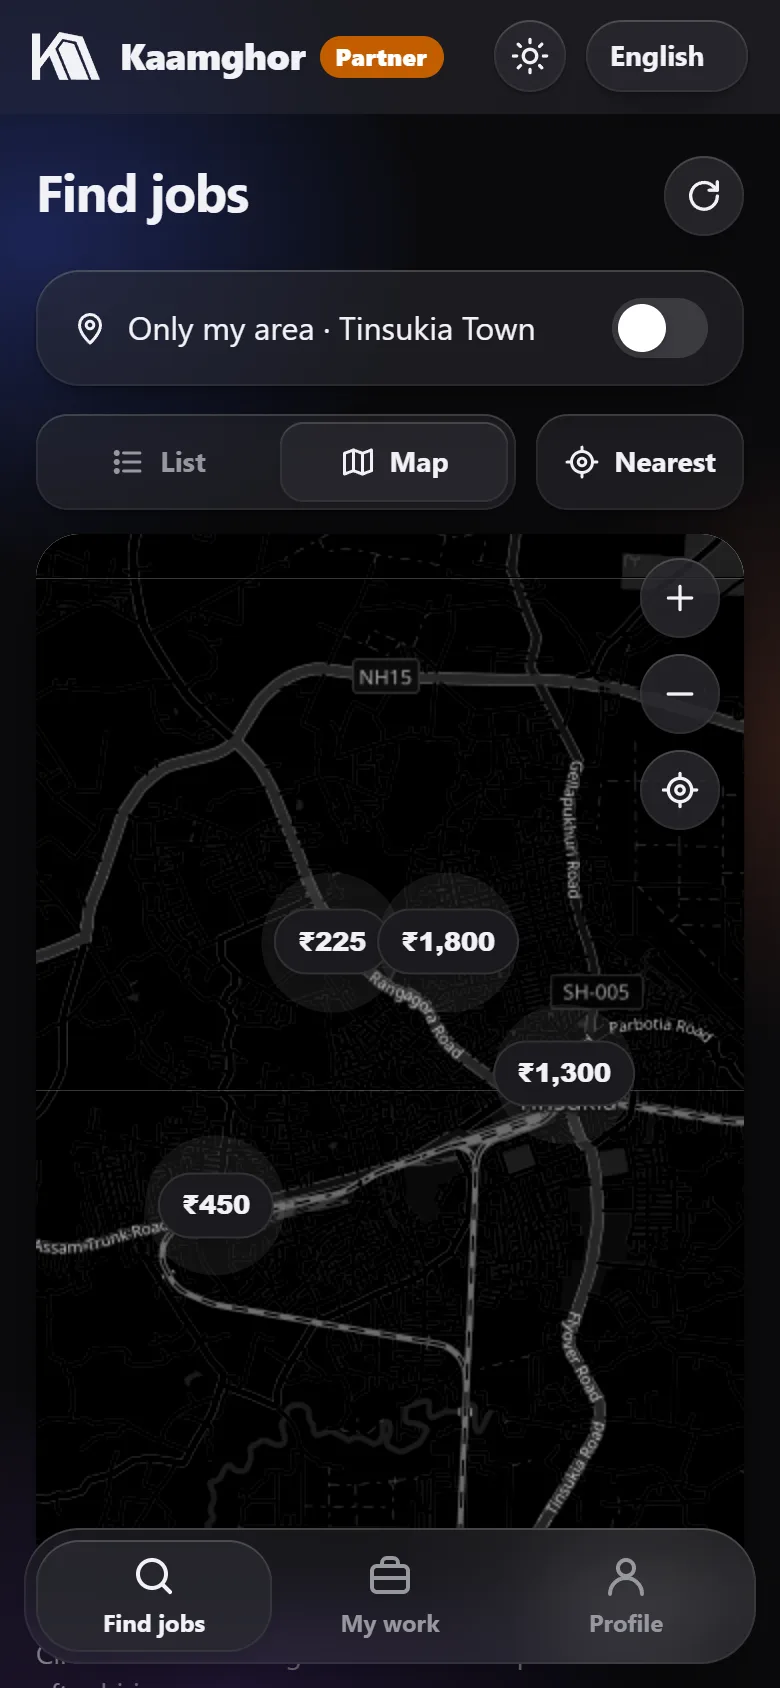 Kaamghor Partner English
Find jobs
Only my area · Tinsukia Town
List Map Nearest
NH15
Gellapukhuri Road
₹225 ₹1,800
SH-005
Rangagora Road
Parbotia Road
₹1,300
Tinsukia
₹450
Assam-Trunk-Road
Flyover Road
Tinsukia Road
Find jobs My work Profile